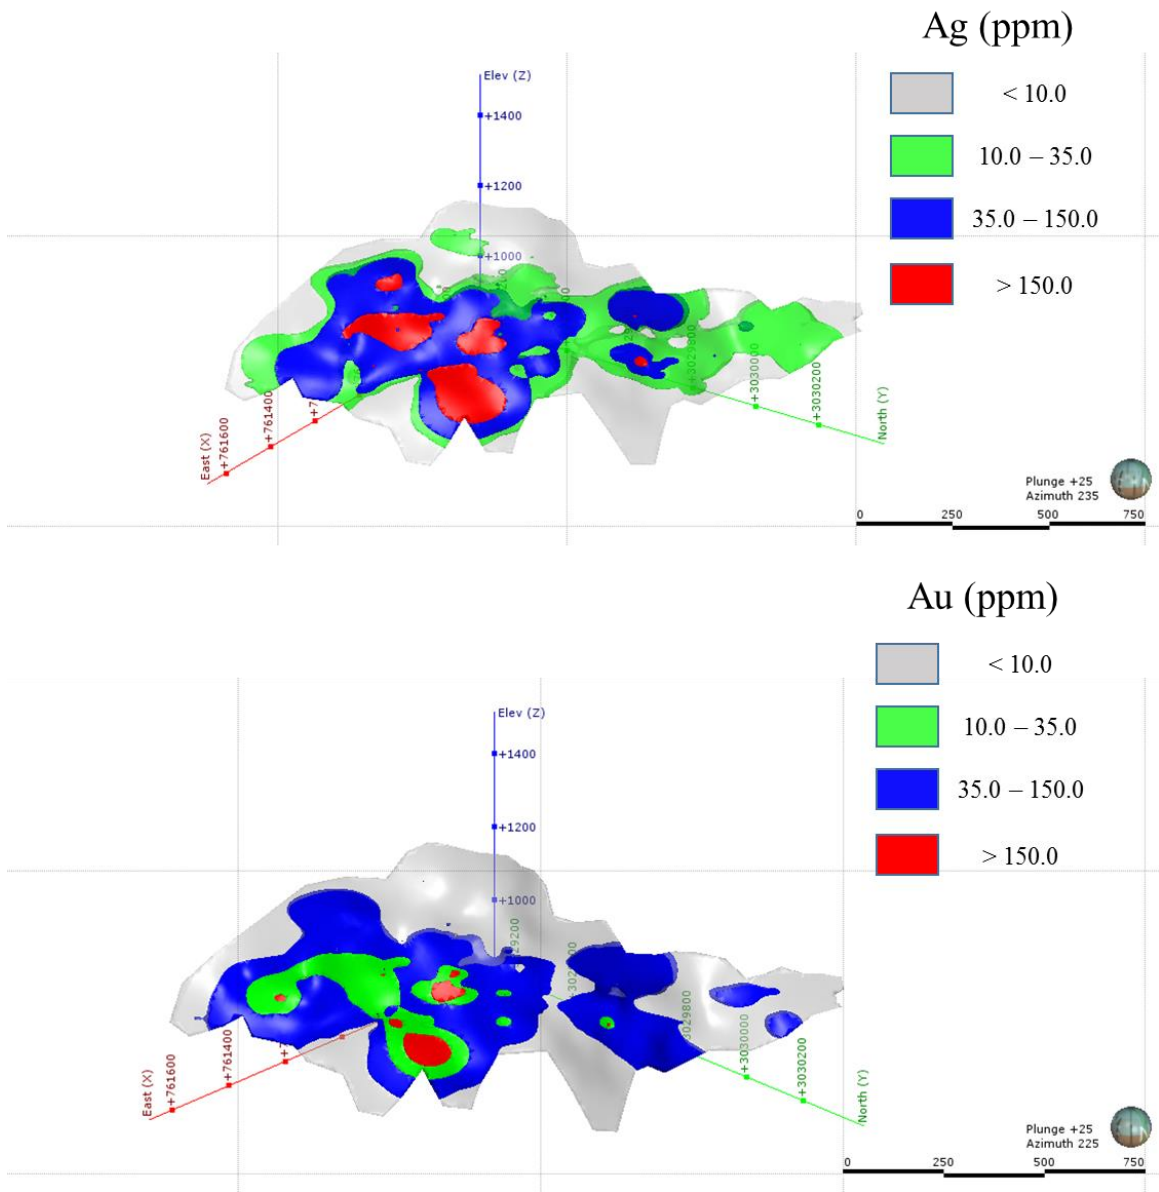 Ag (ppm)
< 10.0
10.0 – 35.0
35.0 – 150.0
> 150.0
Elev (Z)
+1400
+1200
+1000
+3029800
+3030000
+3030200
North (Y)
+761400
+761600
East (X)
Plunge +25
Azimuth 235
0 250 500 750
Au (ppm)
< 10.0
10.0 – 35.0
35.0 – 150.0
> 150.0
Elev (Z)
+1400
+1200
+1000
+3030000
+3030200
North (Y)
+761400
+761600
East (X)
Plunge +25
Azimuth 225
0 250 500 750